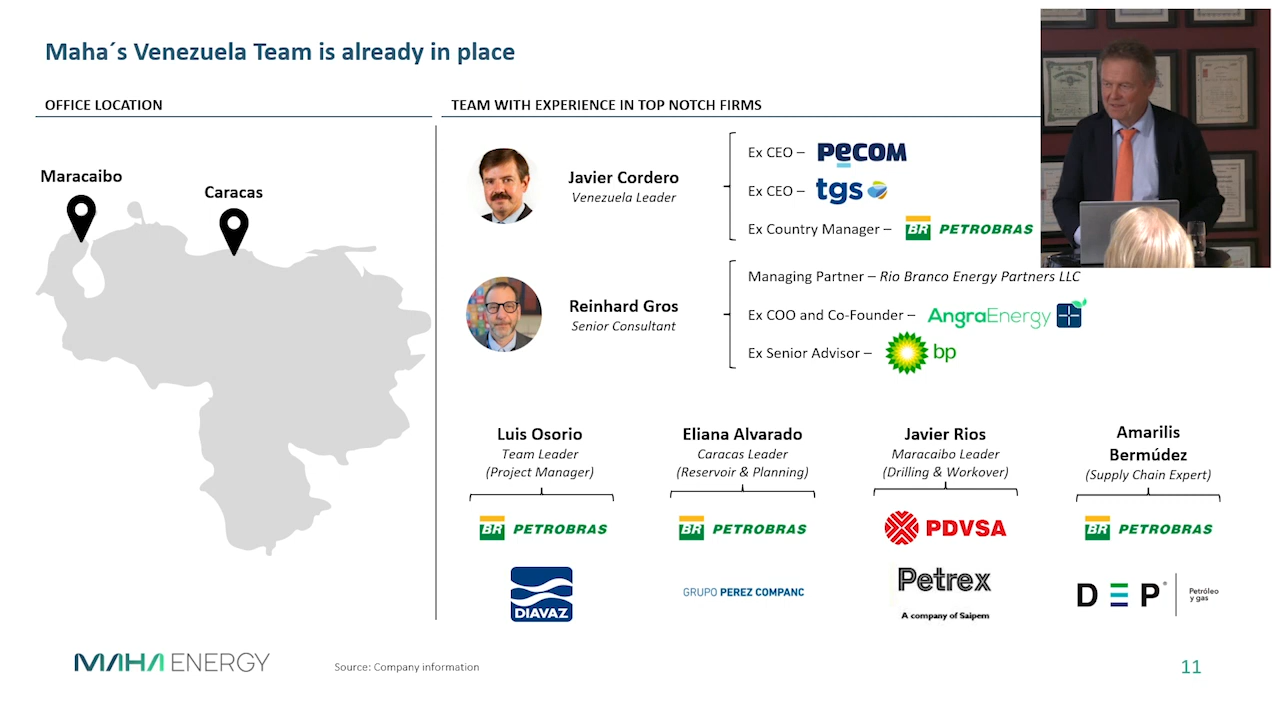 Maha´s Venezuela Team is already in place
OFFICE LOCATION
Maracaibo
Caracas
TEAM WITH EXPERIENCE IN TOP NOTCH FIRMS
Javier Cordero
Venezuela Leader
Ex CEO – PECOM
Ex CEO – tgs
Ex Country Manager – BR PETROBRAS
Reinhard Gros
Senior Consultant
Managing Partner – Rio Branco Energy Partners LLC
Ex COO and Co-Founder – AngraEnergy
Ex Senior Advisor – bp
Luis Osorio
Team Leader
(Project Manager)
BR PETROBRAS
DIAVAZ
Eliana Alvarado
Caracas Leader
(Reservoir & Planning)
BR PETROBRAS
GRUPO PEREZ COMPANC
Javier Rios
Maracaibo Leader
(Drilling & Workover)
PDVSA
Petrex
A company of Saipem
Amarilis
Bermúdez
(Supply Chain Expert)
BR PETROBRAS
DEP®
Petróleo
y gas
MAHA ENERGY
Source: Company information
11